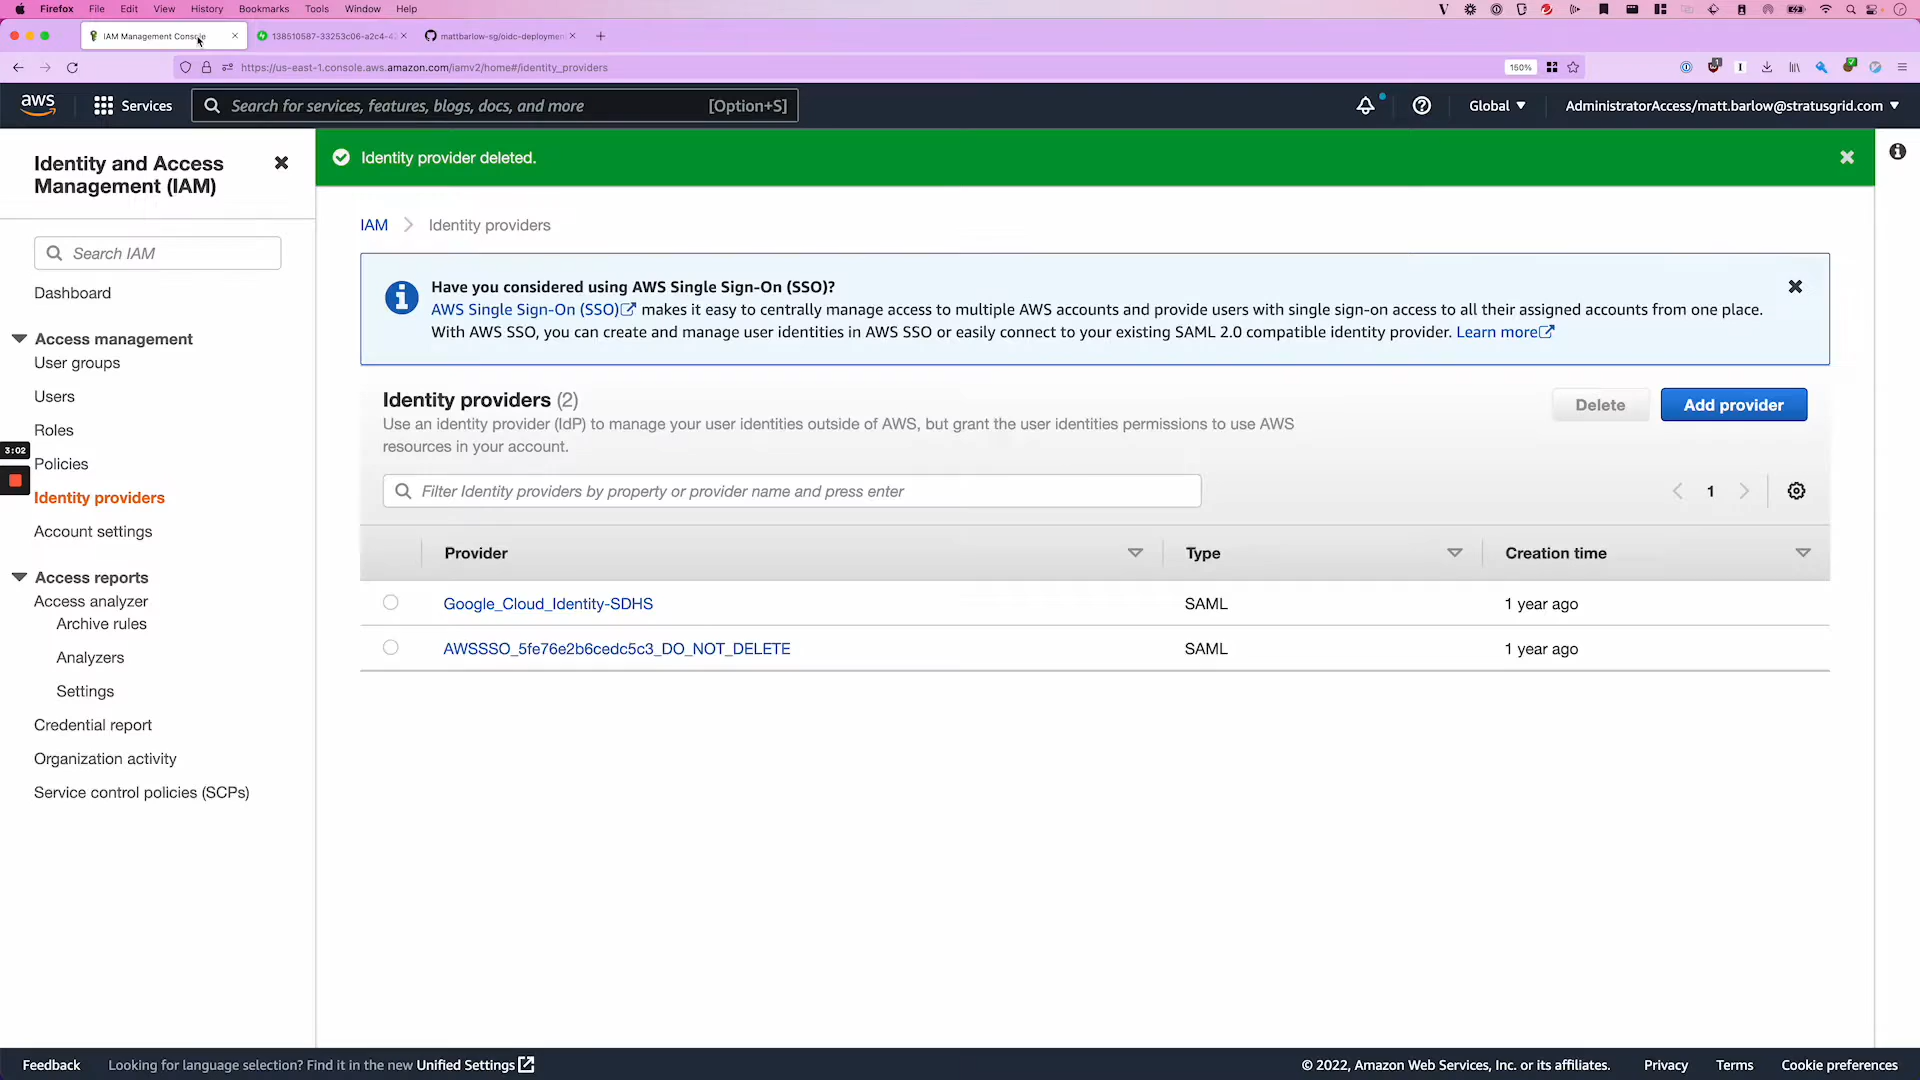 Firefox File Edit View History Bookmarks Tools Window Help
IAM Management Console
138510587-33253c06-a2c4-42
mattbarlow-sg/oidc-deploymen
https://us-east-1.console.aws.amazon.com/iamv2/home#/identity_providers
150%
aws
Services
Search for services, features, blogs, docs, and more
[Option+S]
Global
AdministratorAccess/matt.barlow@stratusgrid.com
Identity and Access
Management (IAM)
Search IAM
Dashboard
Access management
User groups
Users
Roles
3:02
Policies
Identity providers
Account settings
Access reports
Access analyzer
Archive rules
Analyzers
Settings
Credential report
Organization activity
Service control policies (SCPs)
Identity provider deleted.
IAM
Identity providers
Have you considered using AWS Single Sign-On (SSO)?
AWS Single Sign-On (SSO) makes it easy to centrally manage access to multiple AWS accounts and provide users with single sign-on access to all their assigned accounts from one place.
With AWS SSO, you can create and manage user identities in AWS SSO or easily connect to your existing SAML 2.0 compatible identity provider. Learn more
Identity providers (2)
Use an identity provider (IdP) to manage your user identities outside of AWS, but grant the user identities permissions to use AWS
resources in your account.
Delete
Add provider
Filter Identity providers by property or provider name and press enter
1
Provider
Type
Creation time
Google_Cloud_Identity-SDHS
SAML
1 year ago
AWSSSO_5fe76e2b6cedc5c3_DO_NOT_DELETE
SAML
1 year ago
Feedback
Looking for language selection? Find it in the new Unified Settings
© 2022, Amazon Web Services, Inc. or its affiliates.
Privacy
Terms
Cookie preferences